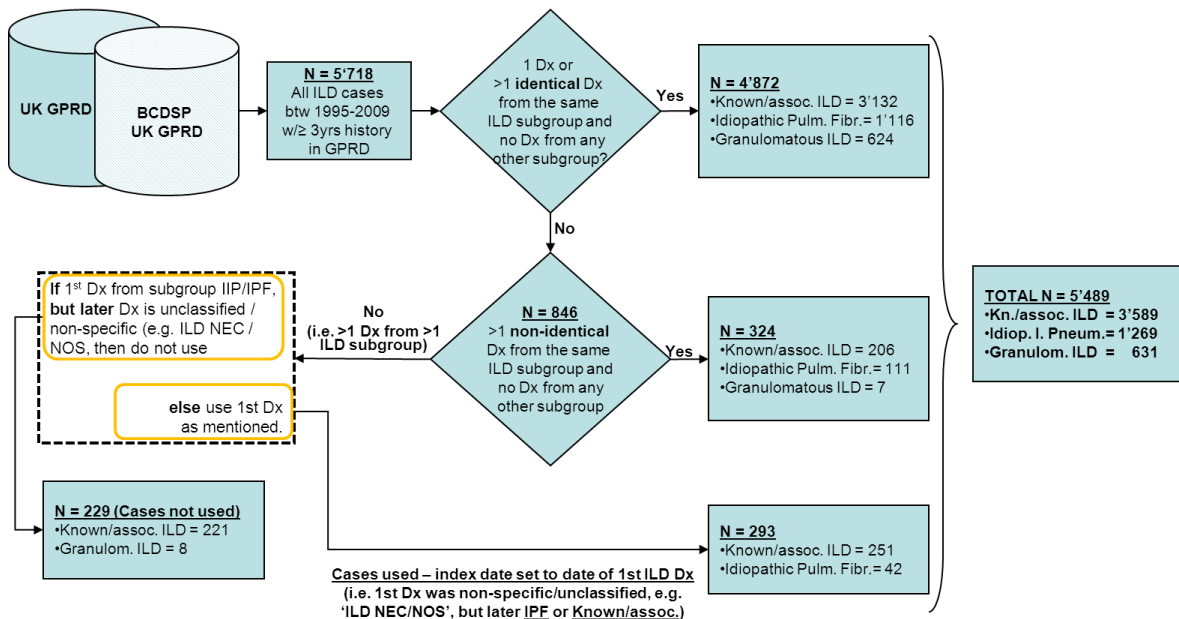 UK GPRD
BCDSP
UK GPRD
N = 5‘718
All ILD cases
btw 1995-2009
w/≥ 3yrs history
in GPRD
1 Dx or
>1 identical Dx
from the same
ILD subgroup and
no Dx from any
other subgroup?
Yes
N = 4’872
•Known/assoc. ILD = 3’132
•Idiopathic Pulm. Fibr.= 1’116
•Granulomatous ILD = 624
No
N = 846
>1 non-identical
Dx from the same
ILD subgroup and
no Dx from any
other subgroup
Yes
N = 324
•Known/assoc. ILD = 206
•Idiopathic Pulm. Fibr.= 111
•Granulomatous ILD = 7
No
(i.e. >1 Dx from >1
ILD subgroup)
If 1st Dx from subgroup IIP/IPF,
but later Dx is unclassified /
non-specific (e.g. ILD NEC /
NOS, then do not use
else use 1st Dx
as mentioned.
N = 229 (Cases not used)
•Known/assoc. ILD = 221
•Granulom. ILD = 8
N = 293
•Known/assoc. ILD = 251
•Idiopathic Pulm. Fibr.= 42
Cases used – index date set to date of 1st ILD Dx
(i.e. 1st Dx was non-specific/unclassified, e.g.
‘ILD NEC/NOS’, but later IPF or Known/assoc.)
TOTAL N = 5’489
•Kn./assoc. ILD = 3’589
•Idiop. I. Pneum.= 1’269
•Granulom. ILD = 631